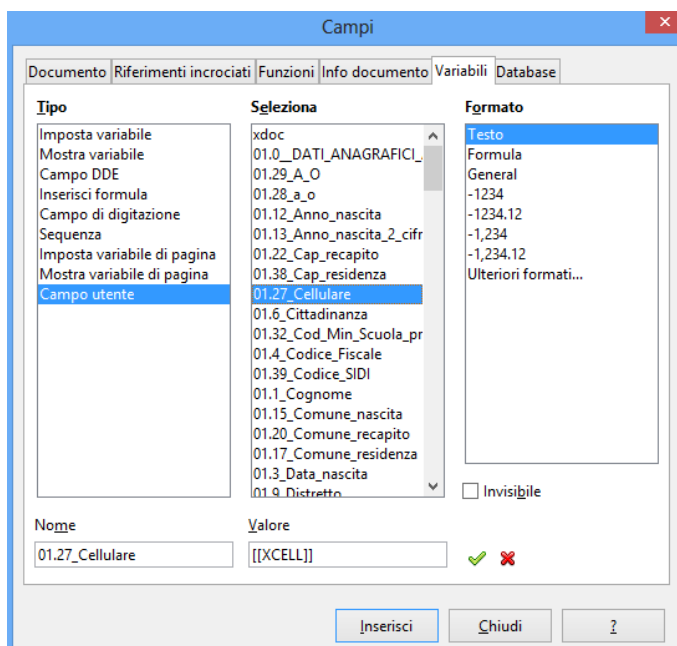 Campi
Documento Riferimenti incrociati Funzioni Info documento Variabili Database
Tipo
Imposta variabile
Mostra variabile
Campo DDE
Inserisci formula
Campo di digitazione
Sequenza
Imposta variabile di pagina
Mostra variabile di pagina
Campo utente
Seleziona
xdoc
01.0__DATI_ANAGRAFICI_
01.29_A_O
01.28_a_o
01.12_Anno_nascita
01.13_Anno_nascita_2_cifr
01.22_Cap_recapito
01.38_Cap_residenza
01.27_Cellulare
01.6_Cittadinanza
01.32_Cod_Min_Scuola_pr
01.4_Codice_Fiscale
01.39_Codice_SIDI
01.1_Cognome
01.15_Comune_nascita
01.20_Comune_recapito
01.17_Comune_residenza
01.3_Data_nascita
01.9_Distretto
Formato
Testo
Formula
General
-1234
-1234.12
-1,234
-1,234.12
Ulteriori formati...
Invisibile
Nome
01.27_Cellulare
Valore
[[XCELL]]
Inserisci Chiudi ?